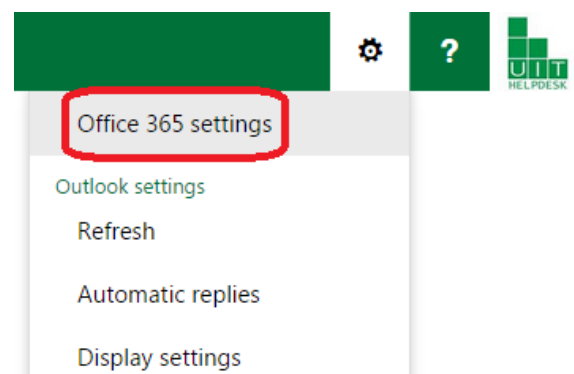 ?
UIT
HELPDESK
Office 365 settings
Outlook settings
Refresh
Automatic replies
Display settings